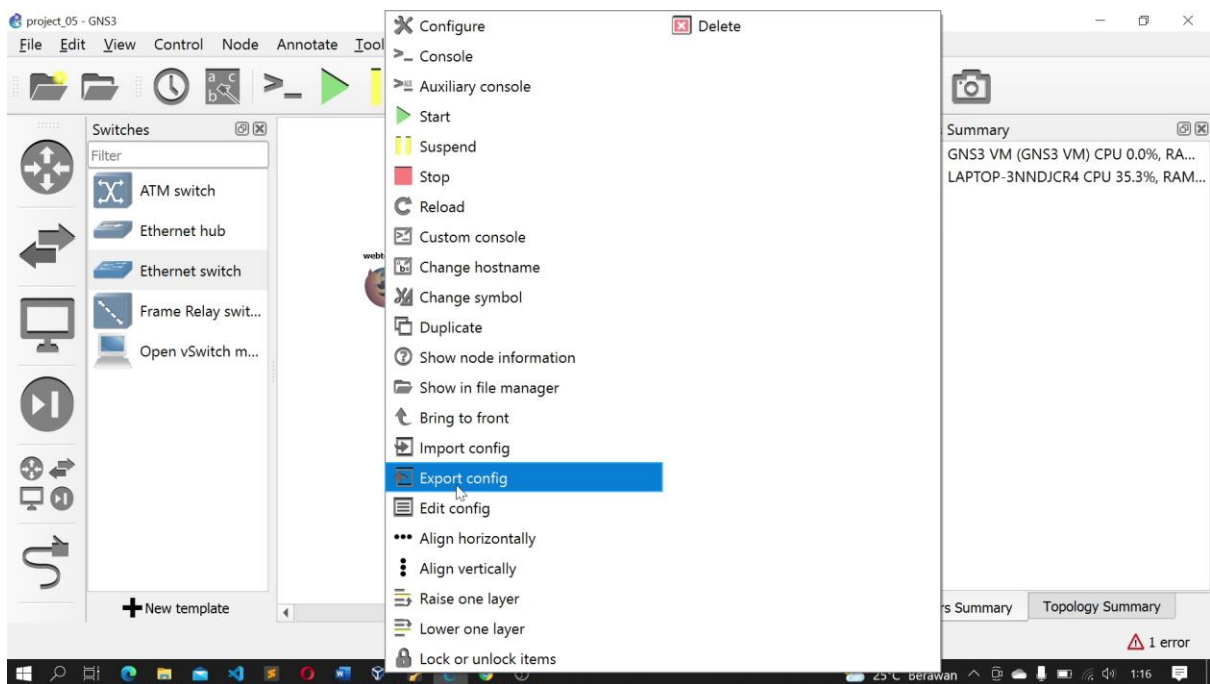 project_05 - GNS3
File Edit View Control Node Annotate Tool
Switches
Filter
ATM switch
Ethernet hub
Ethernet switch
Frame Relay swit...
Open vSwitch m...
New template
Configure
Console
Auxiliary console
Start
Suspend
Stop
Reload
Custom console
Change hostname
Change symbol
Duplicate
Show node information
Show in file manager
Bring to front
Import config
Export config
Edit config
Align horizontally
Align vertically
Raise one layer
Lower one layer
Lock or unlock items
Delete
Summary
GNS3 VM (GNS3 VM) CPU 0.0%, RA...
LAPTOP-3NNDJCR4 CPU 35.3%, RAM...
rs Summary
Topology Summary
1 error
25°C Berawan
1:16